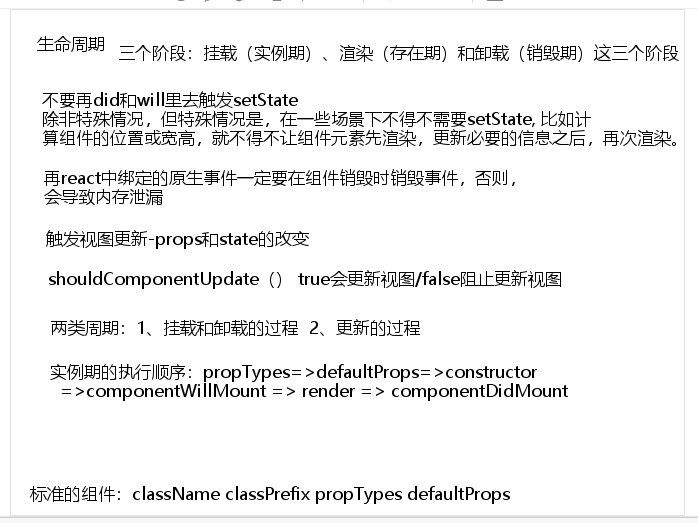 生命周期
三个阶段：挂载（实例期）、渲染（存在期）和卸载（销毁期）这三个阶段
不要再did和will里去触发setState
除非特殊情况，但特殊情况是，在一些场景下不得不需要setState, 比如计
算组件的位置或宽高，就不得不让组件元素先渲染，更新必要的信息之后，再次渲染。
再react中绑定的原生事件一定要在组件销毁时销毁事件，否则，
会导致内存泄漏
触发视图更新-props和state的改变
shouldComponentUpdate（） true会更新视图/false阻止更新视图
两类周期：1、挂载和卸载的过程 2、更新的过程
实例期的执行顺序：propTypes=>defaultProps=>constructor
=>componentWillMount => render => componentDidMount
标准的组件：className classPrefix propTypes defaultProps